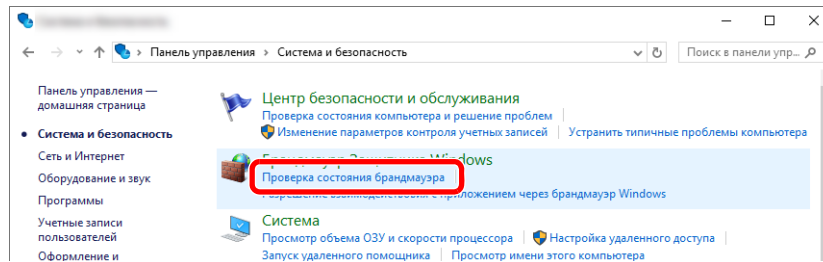 Панель управления › Система и безопасность
Поиск в панели упр...
Панель управления —
домашняя страница
Система и безопасность
Сеть и Интернет
Оборудование и звук
Программы
Учетные записи
пользователей
Оформление и
Центр безопасности и обслуживания
Проверка состояния компьютера и решение проблем
Изменение параметров контроля учетных записей
Устранить типичные проблемы компьютера
Брандмауэр Защитника Windows
Проверка состояния брандмауэра
Разрешение взаимодействия с приложением через брандмауэр Windows
Система
Просмотр объема ОЗУ и скорости процессора
Настройка удаленного доступа
Запуск удаленного помощника
Просмотр имени этого компьютера